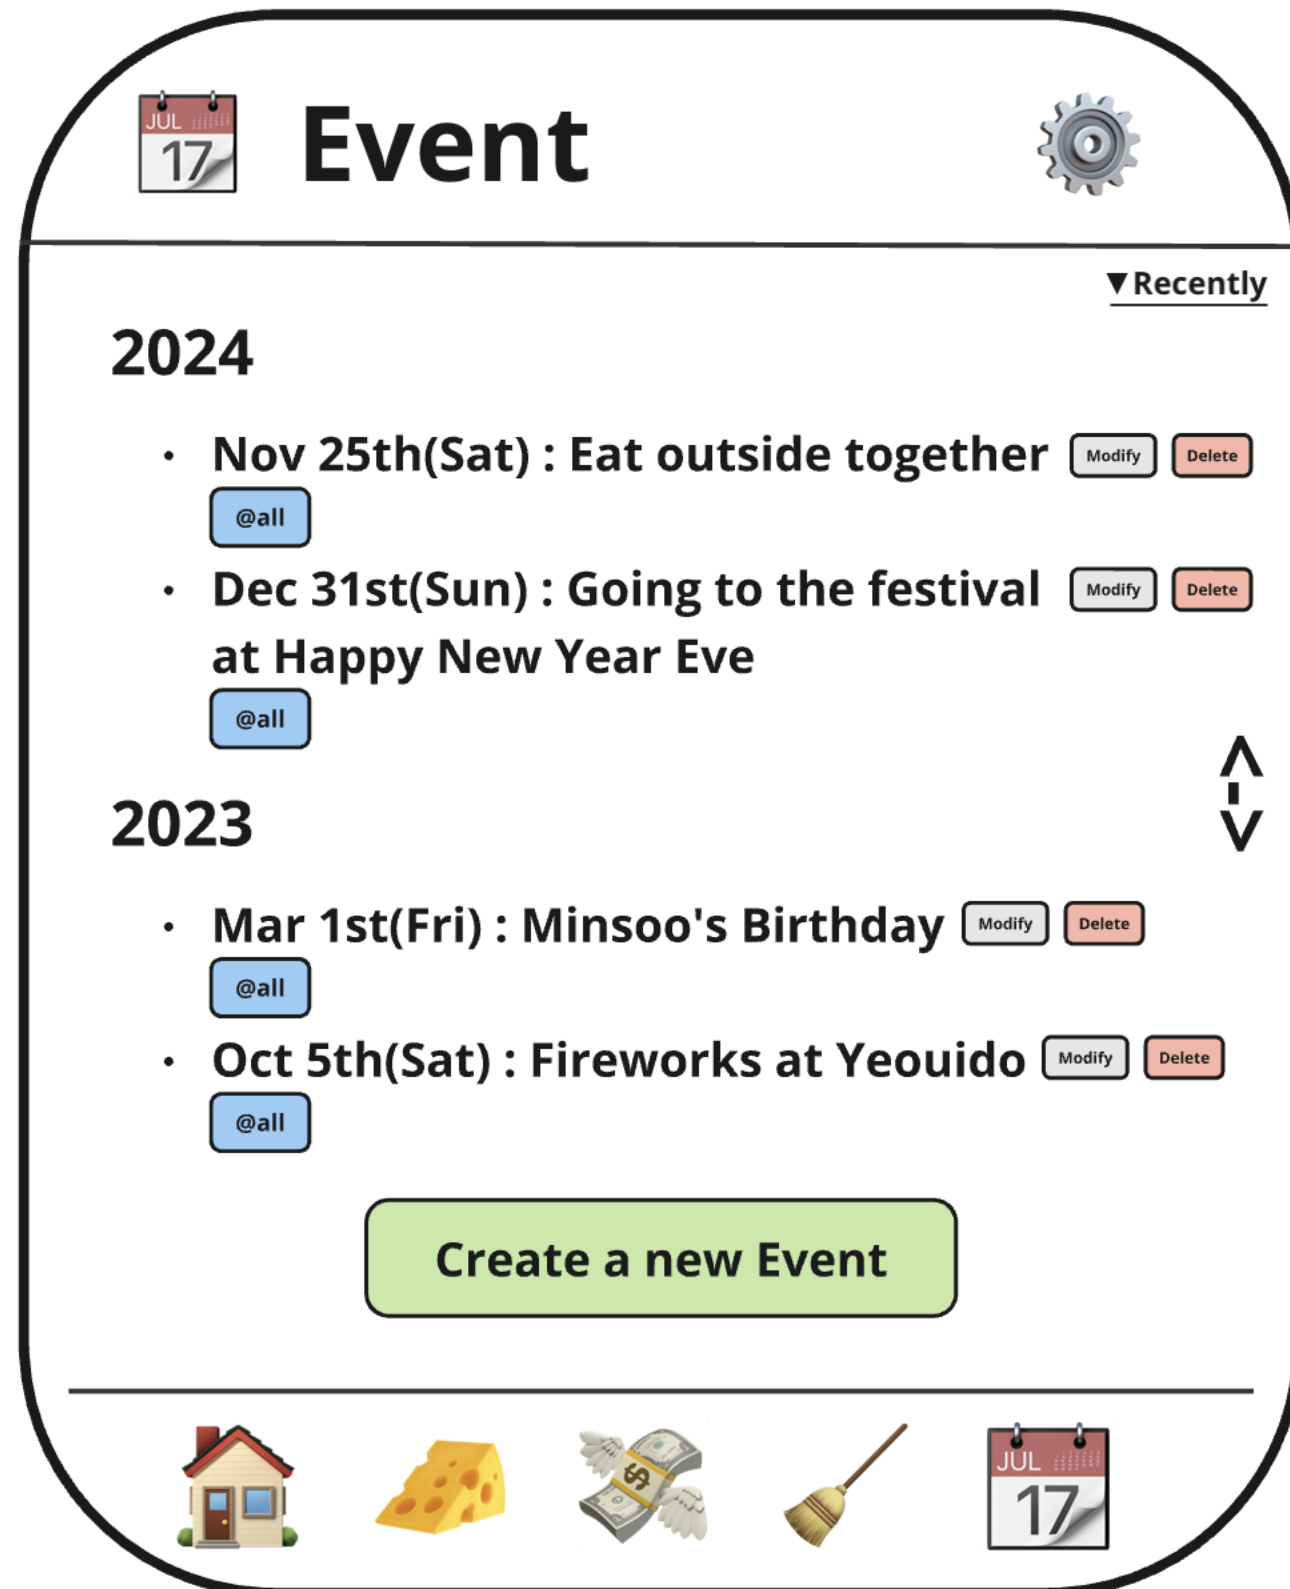 JUL
17
Event
▼Recently
2024
· Nov 25th(Sat) : Eat outside together Modify Delete
@all
· Dec 31st(Sun) : Going to the festival Modify Delete
at Happy New Year Eve
@all
2023
· Mar 1st(Fri) : Minsoo's Birthday Modify Delete
@all
· Oct 5th(Sat) : Fireworks at Yeouido Modify Delete
@all
Create a new Event
JUL
17